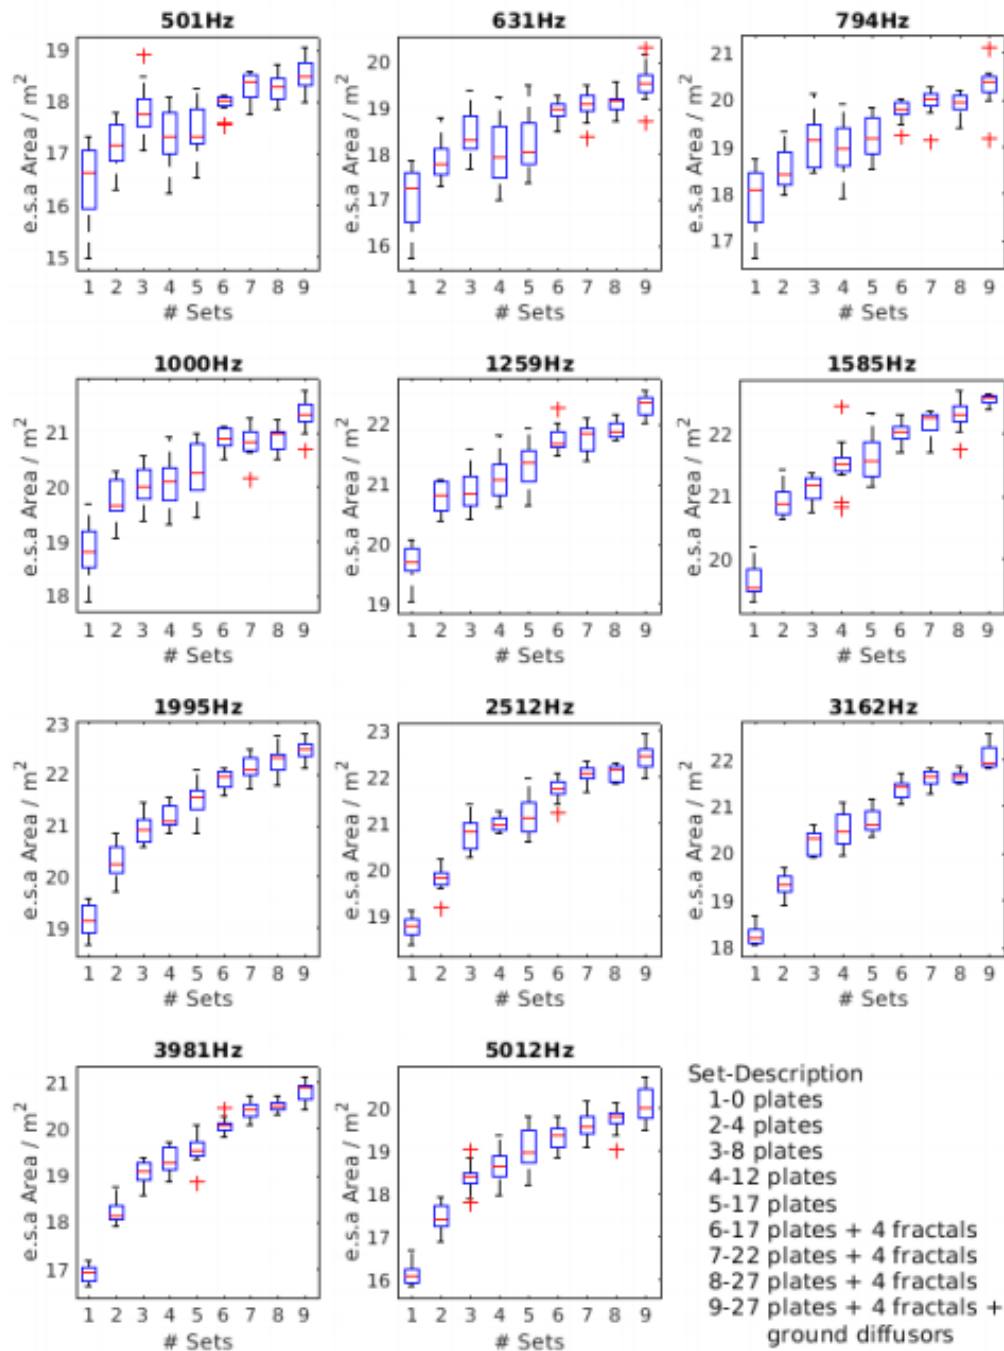 501Hz
e.s.a Area / m²
19
18
17
16
15
1 2 3 4 5 6 7 8 9
# Sets
631Hz
e.s.a Area / m²
20
19
18
17
16
1 2 3 4 5 6 7 8 9
# Sets
794Hz
e.s.a Area / m²
21
20
19
18
17
1 2 3 4 5 6 7 8 9
# Sets
1000Hz
e.s.a Area / m²
21
20
19
18
1 2 3 4 5 6 7 8 9
# Sets
1259Hz
e.s.a Area / m²
22
21
20
19
1 2 3 4 5 6 7 8 9
# Sets
1585Hz
e.s.a Area / m²
22
21
20
1 2 3 4 5 6 7 8 9
# Sets
1995Hz
e.s.a Area / m²
23
22
21
20
19
1 2 3 4 5 6 7 8 9
# Sets
2512Hz
e.s.a Area / m²
23
22
21
20
19
1 2 3 4 5 6 7 8 9
# Sets
3162Hz
e.s.a Area / m²
22
21
20
19
18
1 2 3 4 5 6 7 8 9
# Sets
3981Hz
e.s.a Area / m²
21
20
19
18
17
1 2 3 4 5 6 7 8 9
# Sets
5012Hz
e.s.a Area / m²
20
19
18
17
16
1 2 3 4 5 6 7 8 9
# Sets
Set-Description
1-0 plates
2-4 plates
3-8 plates
4-12 plates
5-17 plates
6-17 plates + 4 fractals
7-22 plates + 4 fractals
8-27 plates + 4 fractals
9-27 plates + 4 fractals +
ground diffusors